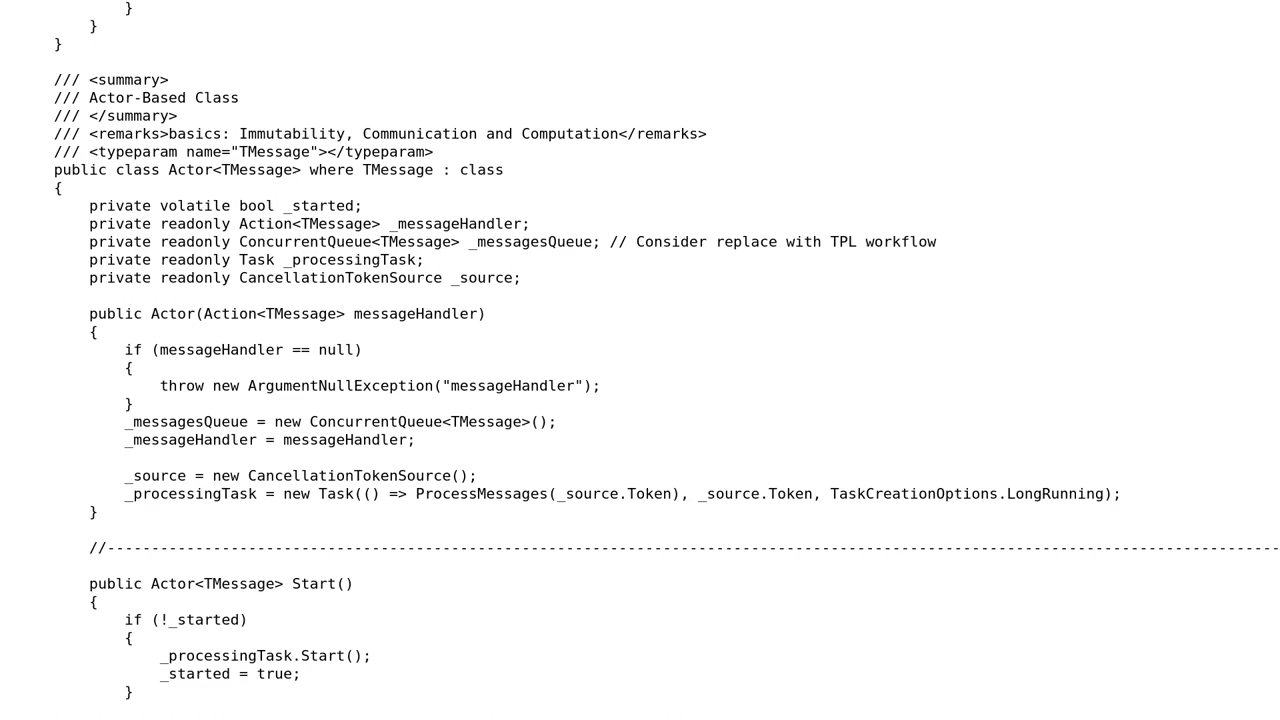 }
        }
    }

    /// <summary>
    /// Actor-Based Class
    /// </summary>
    /// <remarks>basics: Immutability, Communication and Computation</remarks>
    /// <typeparam name="TMessage"></typeparam>
    public class Actor<TMessage> where TMessage : class
    {
        private volatile bool _started;
        private readonly Action<TMessage> _messageHandler;
        private readonly ConcurrentQueue<TMessage> _messagesQueue; // Consider replace with TPL workflow
        private readonly Task _processingTask;
        private readonly CancellationTokenSource _source;

        public Actor(Action<TMessage> messageHandler)
        {
            if (messageHandler == null)
            {
                throw new ArgumentNullException("messageHandler");
            }
            _messagesQueue = new ConcurrentQueue<TMessage>();
            _messageHandler = messageHandler;

            _source = new CancellationTokenSource();
            _processingTask = new Task(() => ProcessMessages(_source.Token), _source.Token, TaskCreationOptions.LongRunning);
        }

        //-------------------------------------------------------------------------------------------------------------------------------------

        public Actor<TMessage> Start()
        {
            if (!_started)
            {
                _processingTask.Start();
                _started = true;
            }